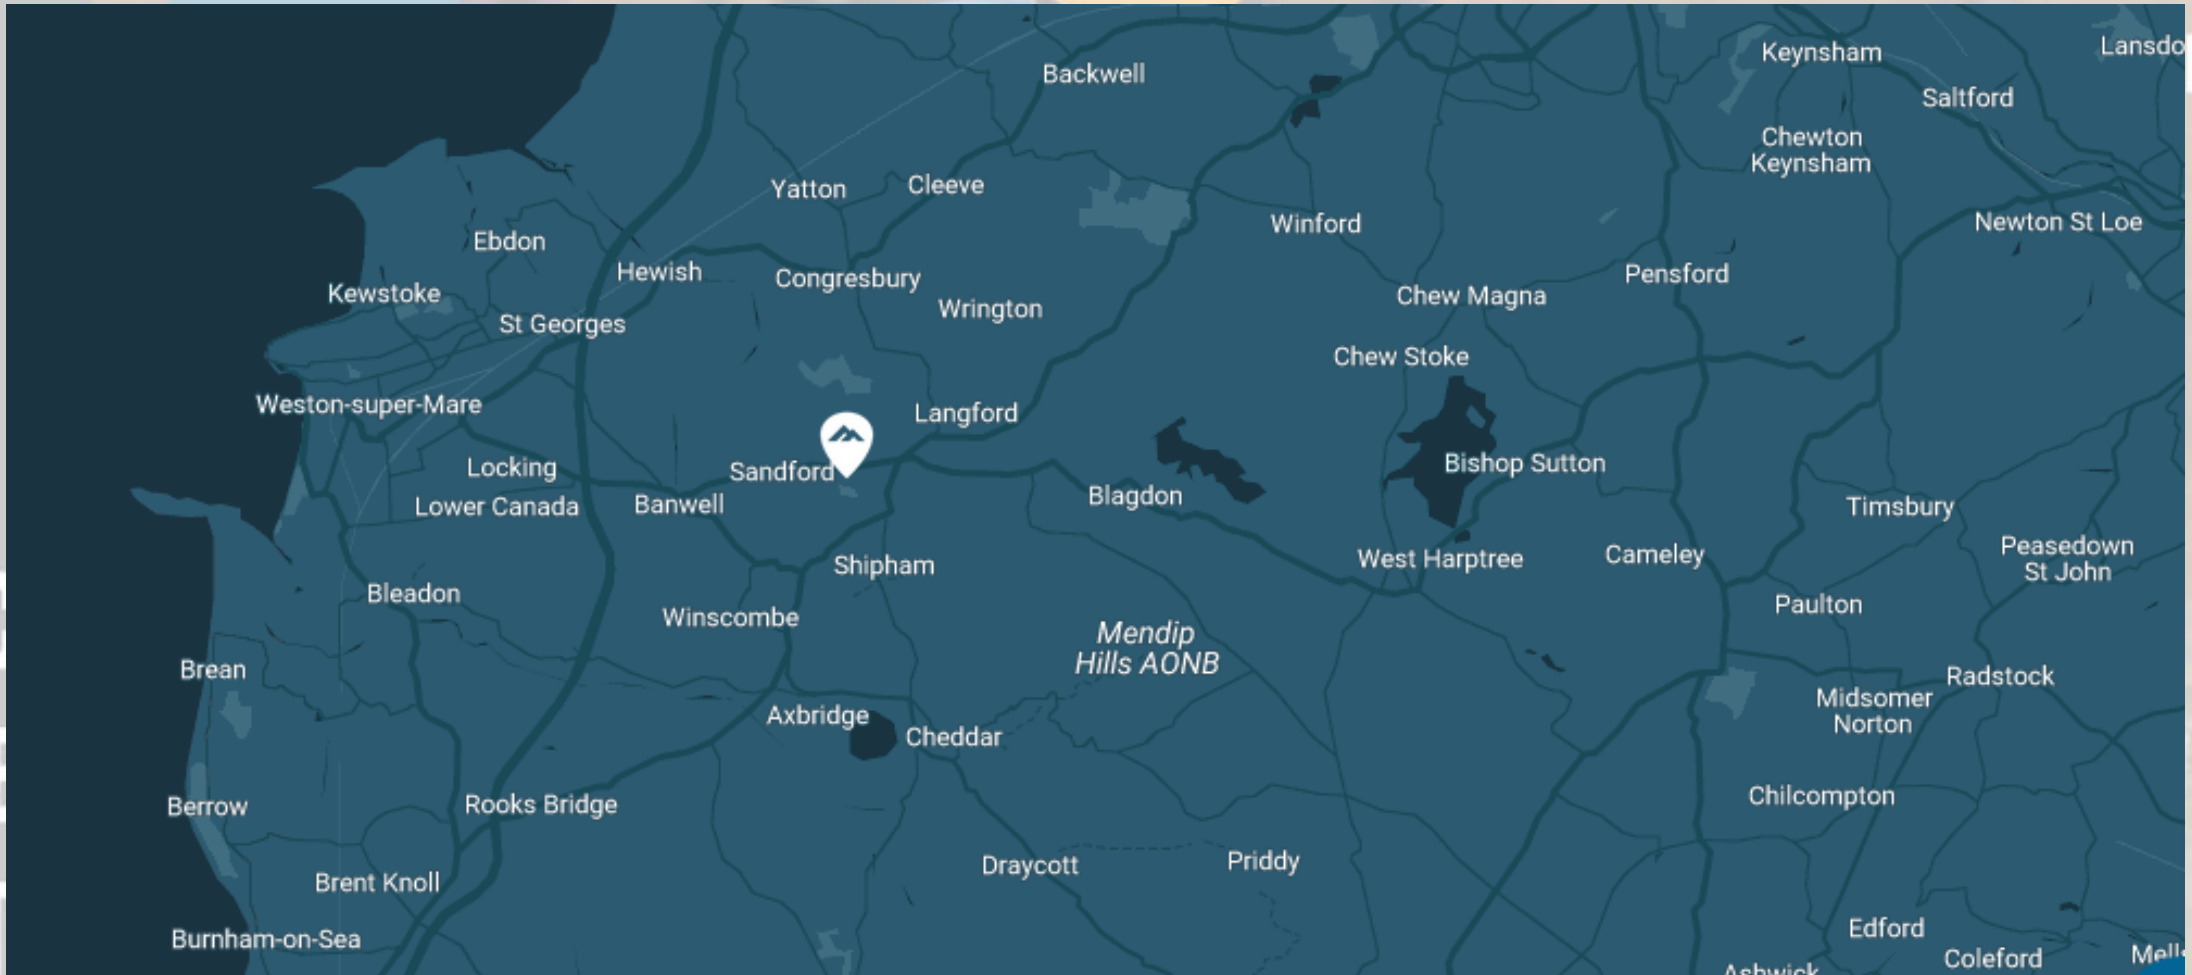 Keynsham
Lansdo
Backwell
Saltford
Chewton
Keynsham
Yatton
Cleeve
Winford
Newton St Loe
Ebdon
Hewish
Congresbury
Pensford
Kewstoke
Chew Magna
Wrington
St Georges
Chew Stoke
Weston-super-Mare
Langford
Locking
Sandford
Bishop Sutton
Blagdon
Lower Canada
Banwell
Timsbury
Peasedown
St John
Shipham
West Harptree
Cameley
Bleadon
Paulton
Winscombe
Mendip
Hills AONB
Brean
Radstock
Midsomer
Norton
Axbridge
Cheddar
Chilcompton
Berrow
Rooks Bridge
Draycott
Priddy
Brent Knoll
Edford
Burnham-on-Sea
Coleford
Mells
Ashwick